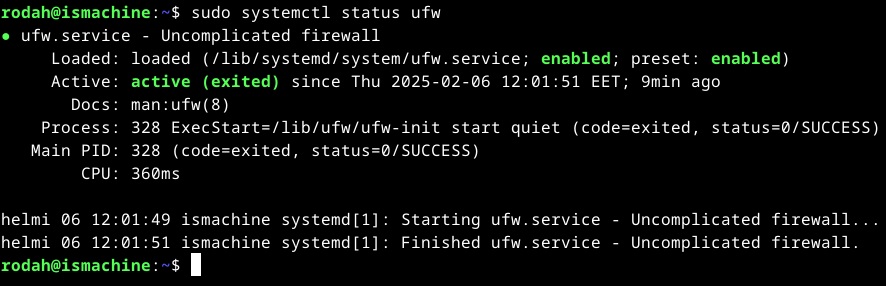 rodah@ismachine:~$ sudo systemctl status ufw
● ufw.service - Uncomplicated firewall
     Loaded: loaded (/lib/systemd/system/ufw.service; enabled; preset: enabled)
     Active: active (exited) since Thu 2025-02-06 12:01:51 EET; 9min ago
       Docs: man:ufw(8)
    Process: 328 ExecStart=/lib/ufw/ufw-init start quiet (code=exited, status=0/SUCCESS)
   Main PID: 328 (code=exited, status=0/SUCCESS)
        CPU: 360ms

helmi 06 12:01:49 ismachine systemd[1]: Starting ufw.service - Uncomplicated firewall...
helmi 06 12:01:51 ismachine systemd[1]: Finished ufw.service - Uncomplicated firewall.
rodah@ismachine:~$